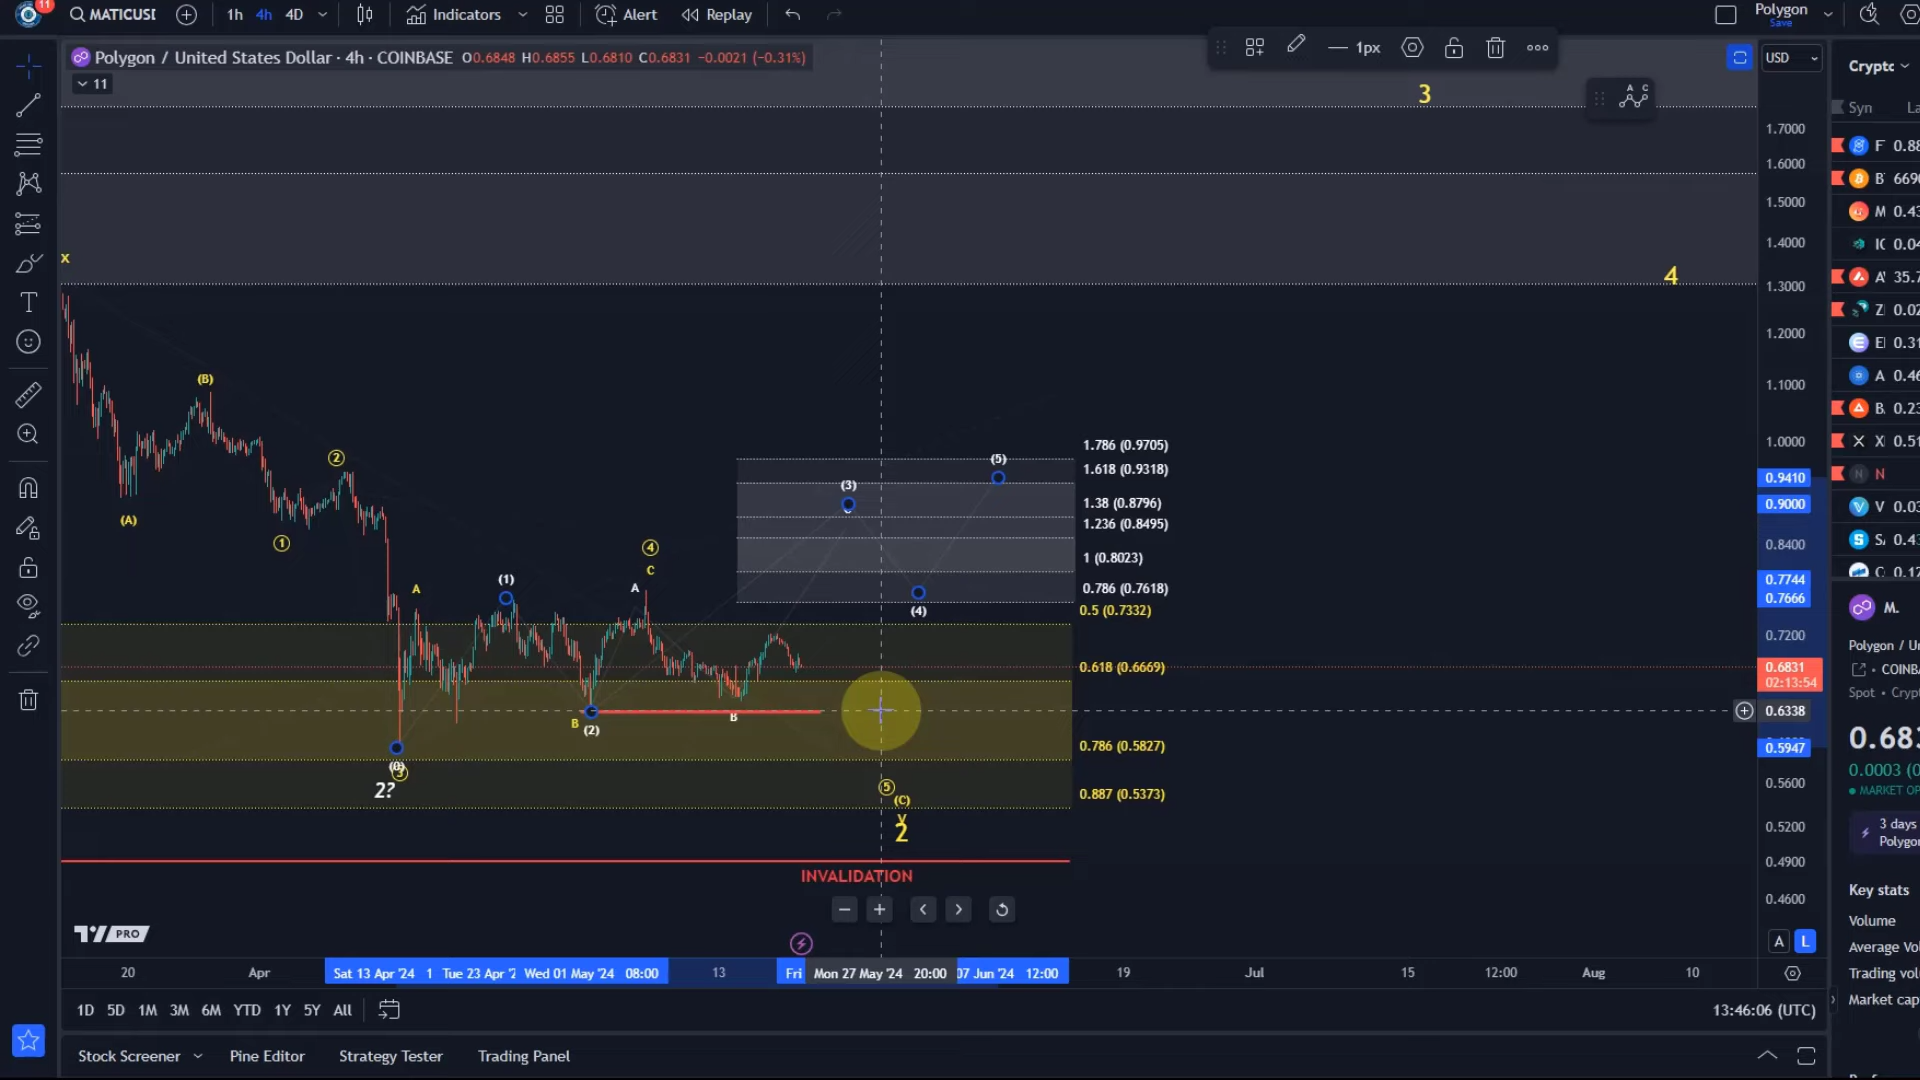 11
MATICUSI
1h 4h 4D
Indicators
Alert
Replay
Polygon
Save
Polygon / United States Dollar · 4h · COINBASE O0.6848 H0.6855 L0.6810 C0.6831 -0.0021 (-0.31%)
11
1px
USD
Crypto
Syn
3
A C
1.7000
1.6000
1.5000
1.4000
1.3000
1.2000
1.1000
1.0000
0.9410
0.9000
0.8400
0.7744
0.7666
0.7200
0.6831
02:13:54
0.6338
0.5947
0.5600
0.5200
0.4900
0.4600
F 0.88
B 6690
M 0.43
IC 0.04
A 35.7
Z 0.02
E 0.31
A 0.46
B 0.23
X 0.51
N N
V 0.03
S 0.43
C 0.12
x
4
(B)
2
(A)
1
1.786 (0.9705)
1.618 (0.9318)
1.38 (0.8796)
1.236 (0.8495)
1 (0.8023)
0.786 (0.7618)
0.5 (0.7332)
0.618 (0.6669)
0.786 (0.5827)
0.887 (0.5373)
(5)
(3)
4
C
A
(1)
A
(4)
B
(2)
B
3
2?
5
(C)
2
INVALIDATION
M.
Polygon / U
COINBA
Spot • Crypt
0.683
0.0003 (0
MARKET OP
3 days
Polygon
Key stats
Volume
Average Vol
Trading volu
Market cap
PRO
A L
20 Apr Sat 13 Apr '24 1 Tue 23 Apr '2 Wed 01 May '24 08:00 13 Fri Mon 27 May '24 20:00 07 Jun '24 12:00 19 Jul 15 12:00 Aug 10
1D 5D 1M 3M 6M YTD 1Y 5Y All
13:46:06 (UTC)
Stock Screener
Pine Editor
Strategy Tester
Trading Panel